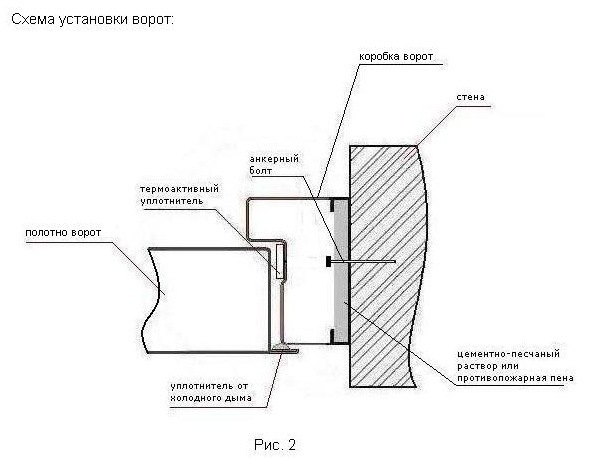 Схема установки ворот:
коробка ворот
стена
анкерный
болт
термоактивный
уплотнитель
полотно ворот
цементно-песчаный
раствор или
противопожарная пена
уплотнитель от
холодного дыма
Рис. 2